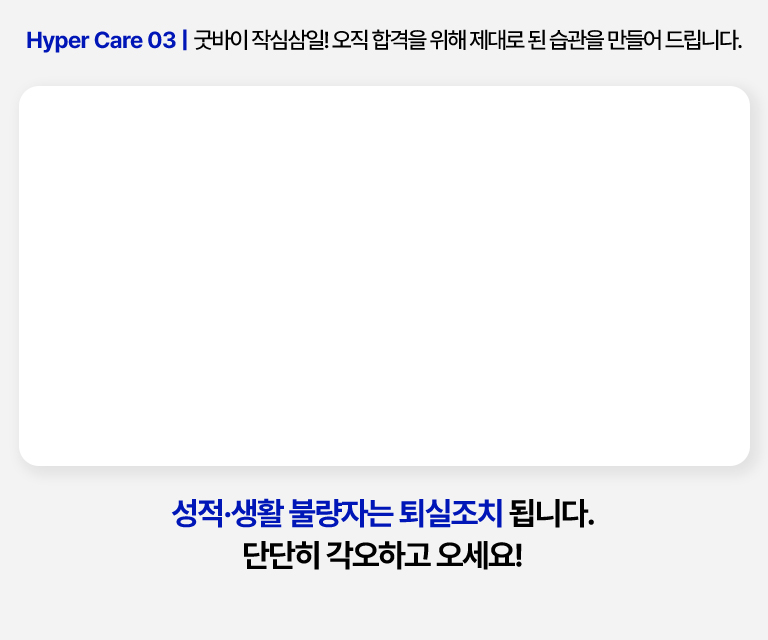 Hyper Care 03 | 굿바이 작심삼일! 오직 합격을 위해 제대로 된 습관을 만들어 드립니다.
성적·생활 불량자는 퇴실조치 됩니다.
단단히 각오하고 오세요!